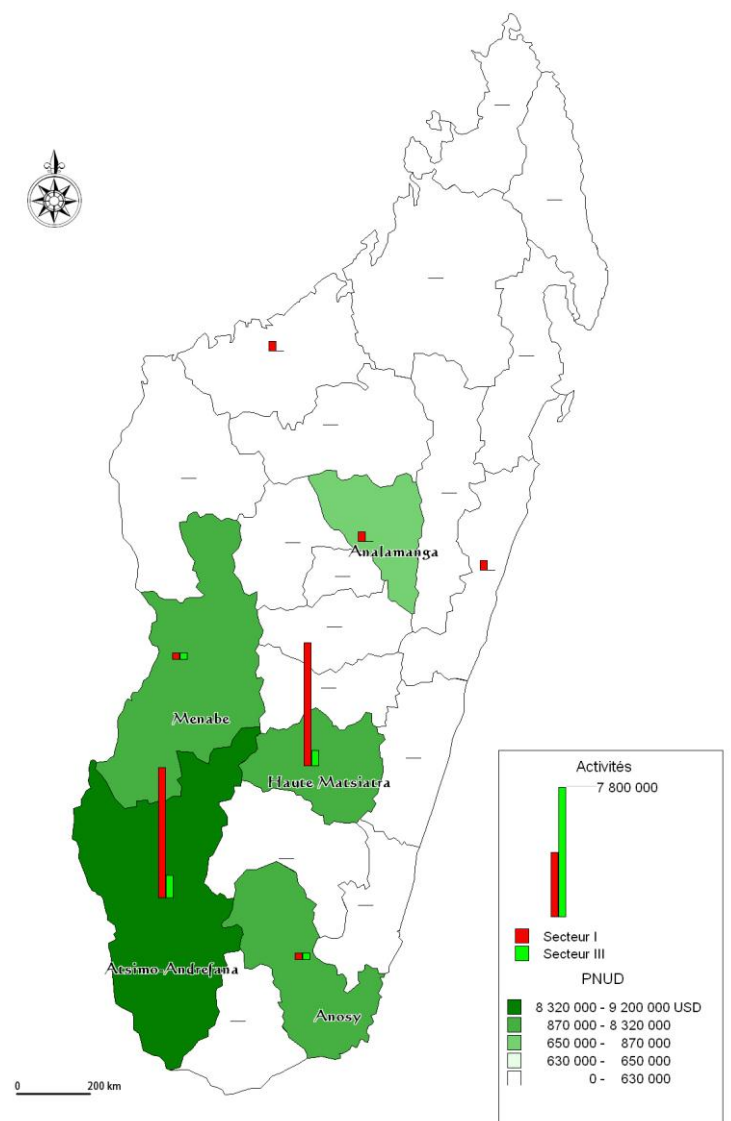 Analamanga
Menabe
Haute Matsiatra
Atsimo Andrefana
Anosy
0 200 km
Activités
7 800 000
Secteur I
Secteur III
PNUD
8 320 000 - 9 200 000 USD
870 000 - 8 320 000
650 000 - 870 000
630 000 - 650 000
0 - 630 000